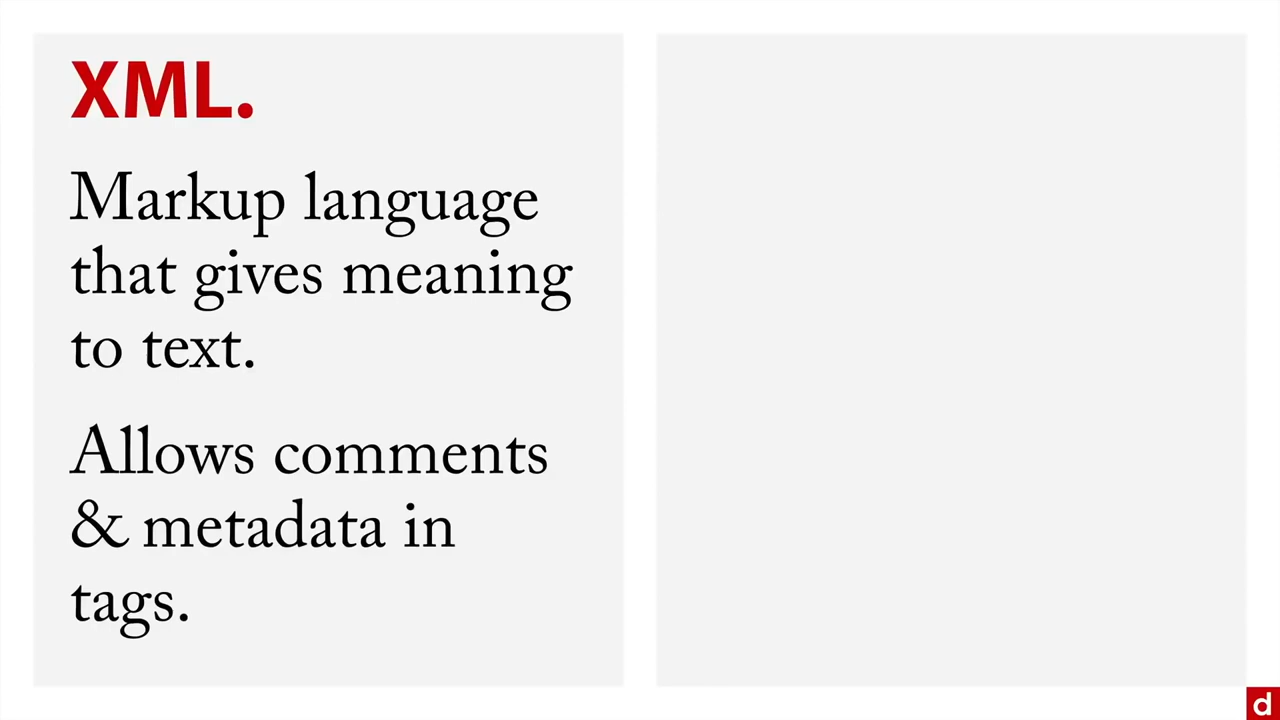 XML.
Markup language
that gives meaning
to text.
Allows comments
& metadata in
tags.
d